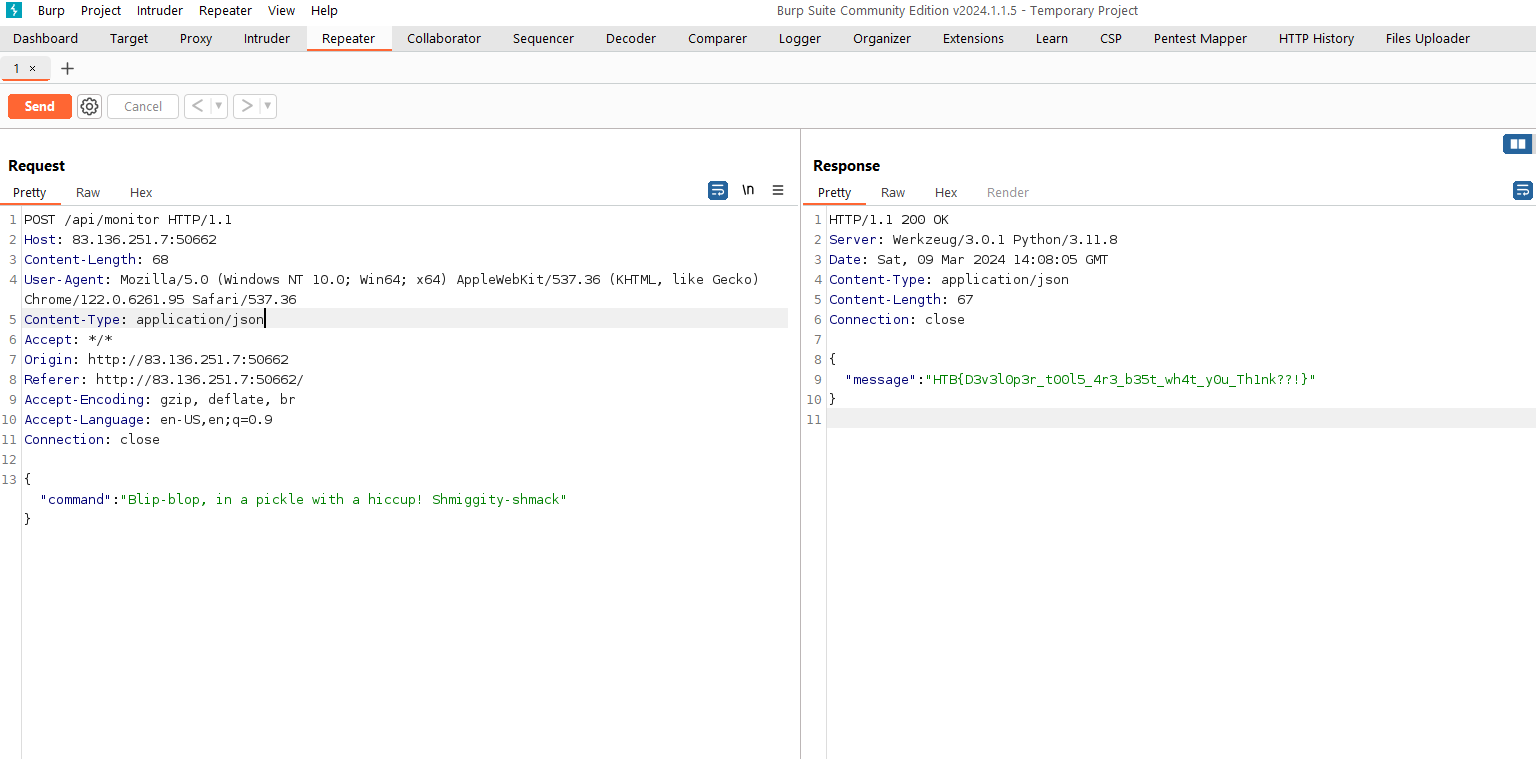 Burp Project Intruder Repeater View Help Burp Suite Community Edition v2024.1.1.5 - Temporary Project
Dashboard Target Proxy Intruder Repeater Collaborator Sequencer Decoder Comparer Logger Organizer Extensions Learn CSP Pentest Mapper HTTP History Files Uploader
1 × +
Send Cancel < ▼ > ▼
Request
Pretty Raw Hex \n
1 POST /api/monitor HTTP/1.1
2 Host: 83.136.251.7:50662
3 Content-Length: 68
4 User-Agent: Mozilla/5.0 (Windows NT 10.0; Win64; x64) AppleWebKit/537.36 (KHTML, like Gecko)
Chrome/122.0.6261.95 Safari/537.36
5 Content-Type: application/json
6 Accept: */*
7 Origin: http://83.136.251.7:50662
8 Referer: http://83.136.251.7:50662/
9 Accept-Encoding: gzip, deflate, br
10 Accept-Language: en-US,en;q=0.9
11 Connection: close
12
13 {
"command":"Blip-blop, in a pickle with a hiccup! Shmiggity-shmack"
}
Response
Pretty Raw Hex Render
1 HTTP/1.1 200 OK
2 Server: Werkzeug/3.0.1 Python/3.11.8
3 Date: Sat, 09 Mar 2024 14:08:05 GMT
4 Content-Type: application/json
5 Content-Length: 67
6 Connection: close
7
8 {
9 "message":"HTB{D3v3l0p3r_t00l5_4r3_b35t_wh4t_y0u_Th1nk??!}"
10 }
11